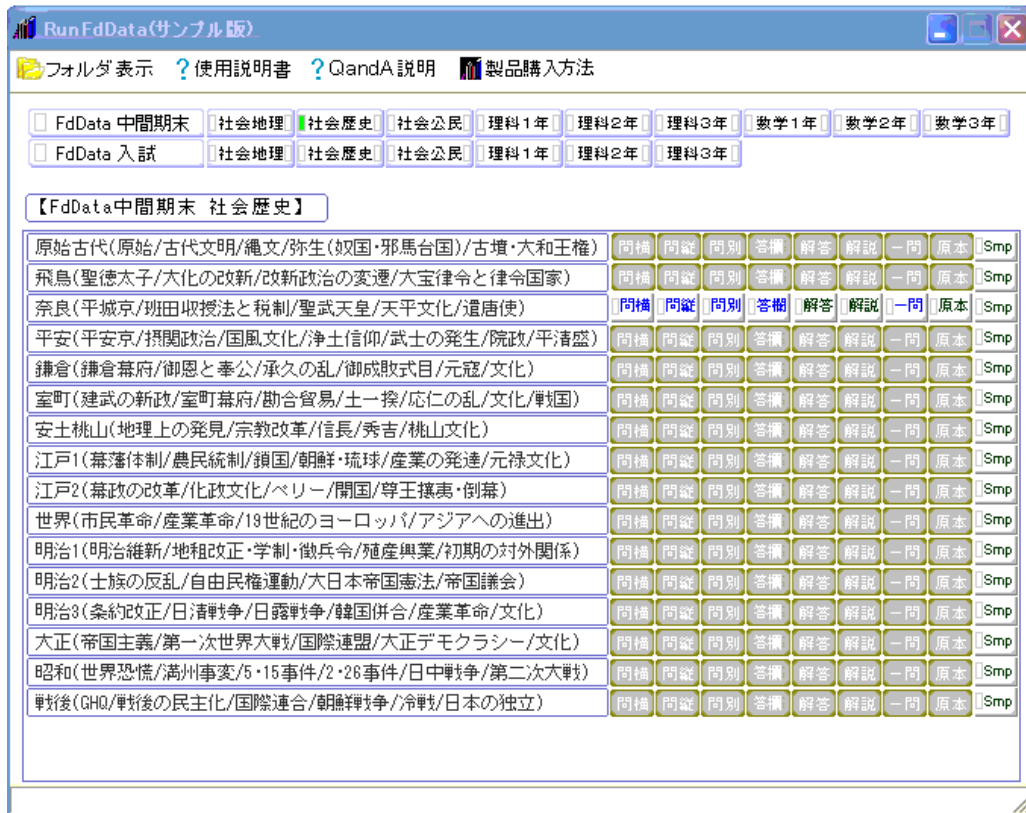 RunFdData(サンプル版)
フォルダ表示 ?使用説明書 ?QandA説明 製品購入方法
FdData 中間期末 社会地理 社会歴史 社会公民 理科1年 理科2年 理科3年 数学1年 数学2年 数学3年
FdData 入試 社会地理 社会歴史 社会公民 理科1年 理科2年 理科3年
【FdData中間期末 社会歴史】
原始古代(原始/古代文明/縄文/弥生(奴国・邪馬台国)/古墳・大和王権) 問横 問縦 問別 答欄 解答 解説 一問 原本 Smp
飛鳥(聖徳太子/大化の改新/改新政治の変遷/大宝律令と律令国家) 問横 問縦 問別 答欄 解答 解説 一問 原本 Smp
奈良(平城京/班田収授法と税制/聖武天皇/天平文化/遣唐使) 問横 問縦 問別 答欄 解答 解説 一問 原本 Smp
平安(平安京/摂関政治/国風文化/浄土信仰/武士の発生/院政/平清盛) 問横 問縦 問別 答欄 解答 解説 一問 原本 Smp
鎌倉(鎌倉幕府/御恩と奉公/承久の乱/御成敗式目/元寇/文化) 問横 問縦 問別 答欄 解答 解説 一問 原本 Smp
室町(建武の新政/室町幕府/勘合貿易/土一揆/応仁の乱/文化/戦国) 問横 問縦 問別 答欄 解答 解説 一問 原本 Smp
安土桃山(地理上の発見/宗教改革/信長/秀吉/桃山文化) 問横 問縦 問別 答欄 解答 解説 一問 原本 Smp
江戸1(幕藩体制/農民統制/鎖国/朝鮮・琉球/産業の発達/元禄文化) 問横 問縦 問別 答欄 解答 解説 一問 原本 Smp
江戸2(幕政の改革/化政文化/ペリー/開国/尊王攘夷・倒幕) 問横 問縦 問別 答欄 解答 解説 一問 原本 Smp
世界(市民革命/産業革命/19世紀のヨーロッパ/アジアへの進出) 問横 問縦 問別 答欄 解答 解説 一問 原本 Smp
明治1(明治維新/地租改正・学制・徴兵令/殖産興業/初期の対外関係) 問横 問縦 問別 答欄 解答 解説 一問 原本 Smp
明治2(士族の反乱/自由民権運動/大日本帝国憲法/帝国議会) 問横 問縦 問別 答欄 解答 解説 一問 原本 Smp
明治3(条約改正/日清戦争/日露戦争/韓国併合/産業革命/文化) 問横 問縦 問別 答欄 解答 解説 一問 原本 Smp
大正(帝国主義/第一次世界大戦/国際連盟/大正デモクラシー/文化) 問横 問縦 問別 答欄 解答 解説 一問 原本 Smp
昭和(世界恐慌/満州事変/5・15事件/2・26事件/日中戦争/第二次大戦) 問横 問縦 問別 答欄 解答 解説 一問 原本 Smp
戦後(GHQ/戦後の民主化/国際連合/朝鮮戦争/冷戦/日本の独立) 問横 問縦 問別 答欄 解答 解説 一問 原本 Smp